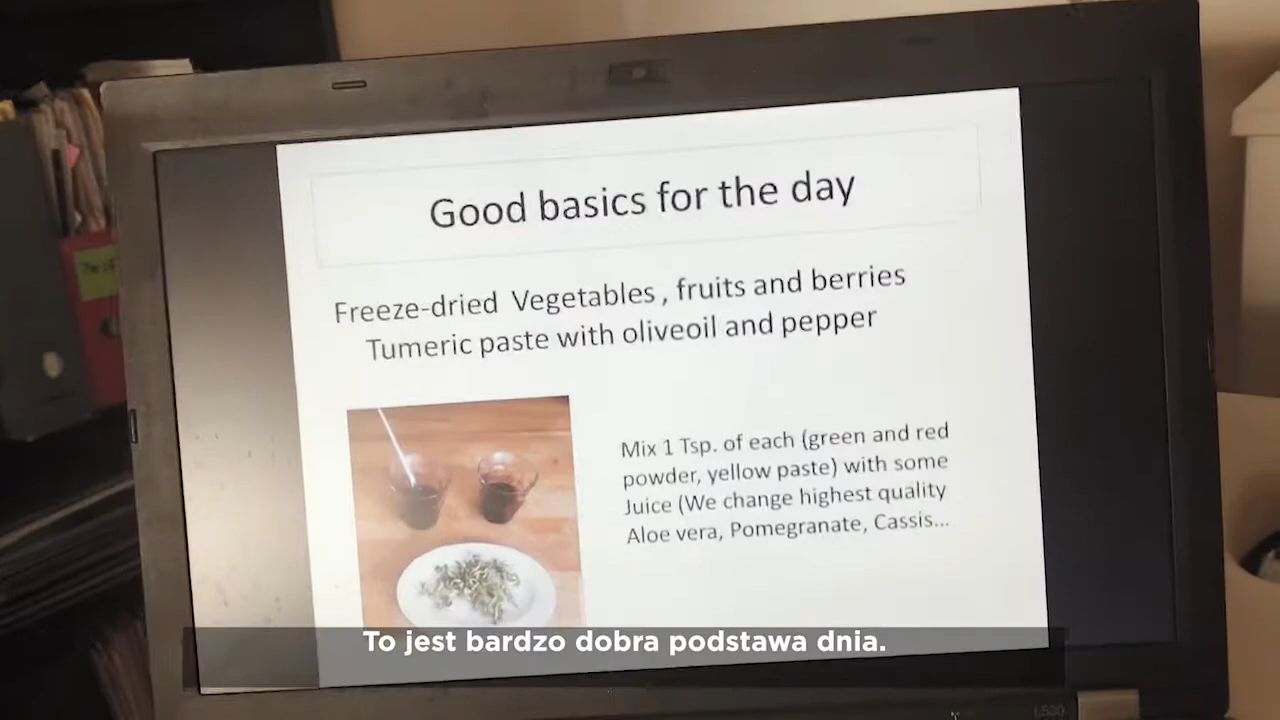 Good basics for the day
Freeze-dried Vegetables , fruits and berries
Tumeric paste with oliveoil and pepper
Mix 1 Tsp. of each (green and red
powder, yellow paste) with some
Juice (We change highest quality
Aloe vera, Pomegranate, Cassis...
To jest bardzo dobra podstawa dnia.
L520